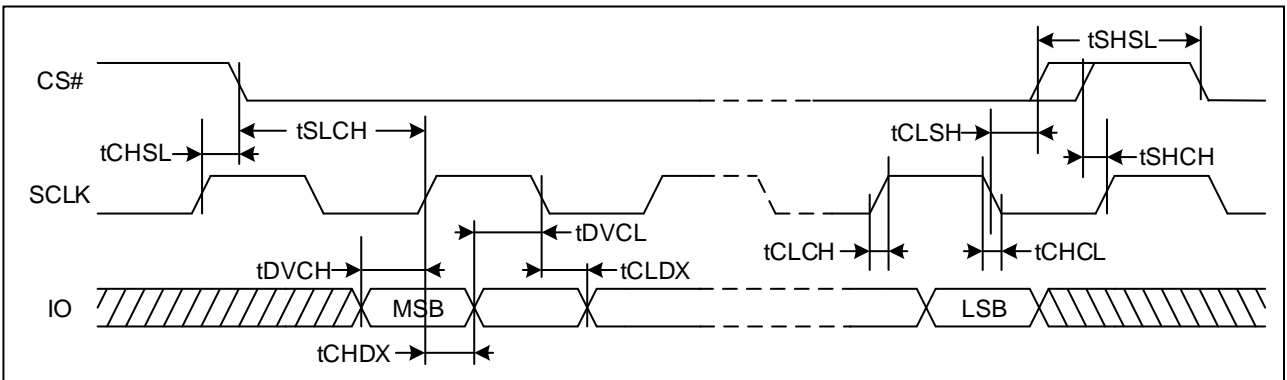 tSHSL
CS#
tSLCH
tCLSH
tCHSL
tSHCH
SCLK
tDVCL
tCLCH
tCHCL
tDVCH
tCLDX
IO
MSB
LSB
tCHDX